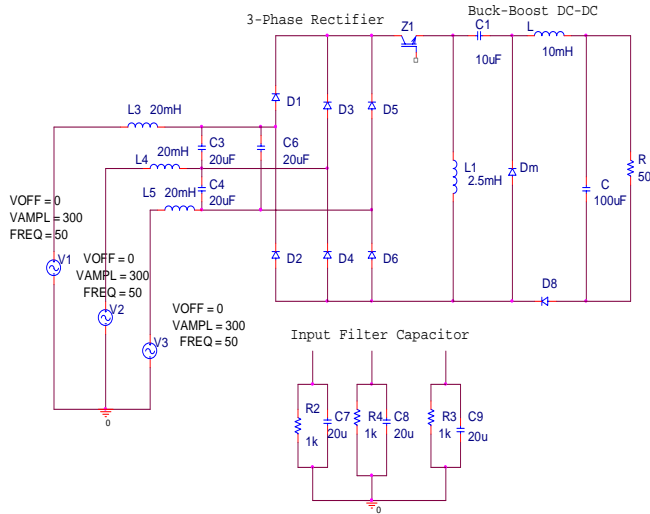 3-Phase Rectifier
Buck-Boost DC-DC
Z1
C1
L
10uF
10mH
D1
D3
D5
L3 20mH
C3
20uF
C6
20uF
20mH
L4
C4
20uF
L5
20mH
L1
2.5mH
Dm
R
50
C
100uF
VOFF = 0
VAMPL = 300
FREQ = 50
V1
VOFF = 0
VAMPL = 300
FREQ = 50
V2
VOFF = 0
VAMPL = 300
FREQ = 50
V3
D2
D4
D6
D8
Input Filter Capacitor
R2
1k
C7
20u
R4
1k
C8
20u
R3
1k
C9
20u
0
0